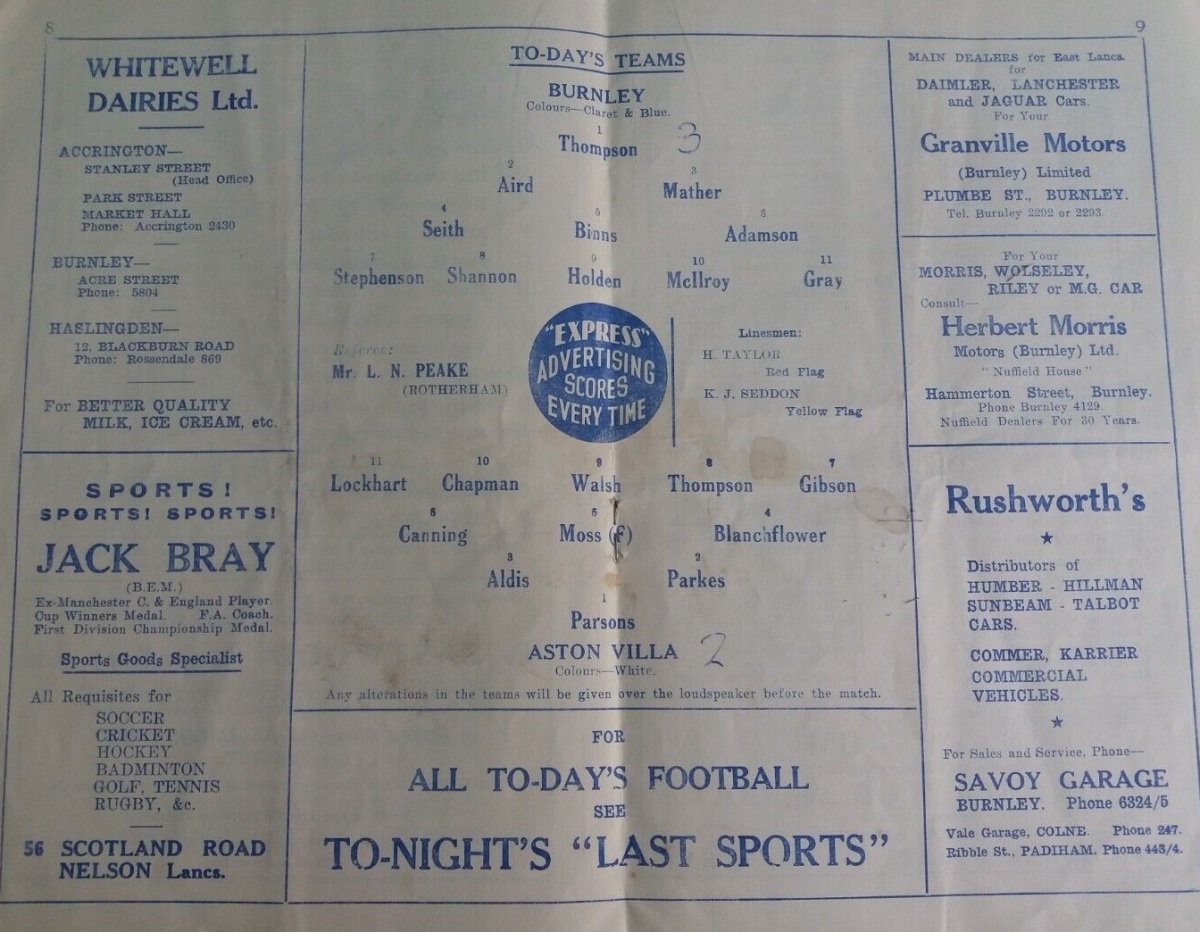 8
9
WHITEWELL
DAIRIES Ltd.
ACCRINGTON—
STANLEY STREET
(Head Office)
PARK STREET
MARKET HALL
Phone: Accrington 2430
BURNLEY—
ACRE STREET
Phone: 5804
HASLINGDEN—
12, BLACKBURN ROAD
Phone: Rossendale 869
For BETTER QUALITY
MILK, ICE CREAM, etc.
SPORTS!
SPORTS! SPORTS!
JACK BRAY
(B.E.M.)
Ex-Manchester C. & England Player.
Cup Winners Medal. F.A. Coach.
First Division Championship Medal.
Sports Goods Specialist
All Requisites for
SOCCER
CRICKET
HOCKEY
BADMINTON
GOLF, TENNIS
RUGBY, &c.
56 SCOTLAND ROAD
NELSON Lancs.
TO-DAY'S TEAMS
BURNLEY
Colours—Claret & Blue.
1
Thompson 3
2 3
Aird Mather
4 5 6
Seith Binns Adamson
7 8 9 10 11
Stephenson Shannon Holden McIlroy Gray
Referee:
Mr. L. N. PEAKE
(ROTHERHAM)
"EXPRESS"
ADVERTISING
SCORES
EVERY TIME
Linesmen:
H. TAYLOR
Red Flag
K. J. SEDDON
Yellow Flag
11 10 9 8 7
Lockhart Chapman Walsh Thompson Gibson
6 5 4
Canning Moss (f) Blanchflower
3 2
Aldis Parkes
1
Parsons
ASTON VILLA 2
Colours—White.
Any alterations in the teams will be given over the loudspeaker before the match.
FOR
ALL TO-DAY'S FOOTBALL
SEE
TO-NIGHT'S "LAST SPORTS"
MAIN DEALERS for East Lancs.
for
DAIMLER, LANCHESTER
and JAGUAR Cars.
For Your
Granville Motors
(Burnley) Limited
PLUMBE ST., BURNLEY.
Tel. Burnley 2292 or 2293
For Your
MORRIS, WOLSELEY,
RILEY or M.G. CAR
Consult—
Herbert Morris
Motors (Burnley) Ltd.
"Nuffield House"
Hammerton Street, Burnley.
Phone Burnley 4129.
Nuffield Dealers For 30 Years.
Rushworth's
★
Distributors of
HUMBER - HILLMAN
SUNBEAM - TALBOT
CARS.
COMMER, KARRIER
COMMERCIAL
VEHICLES.
★
For Sales and Service, Phone—
SAVOY GARAGE
BURNLEY. Phone 6324/5
Vale Garage, COLNE. Phone 247.
Ribble St., PADIHAM. Phone 443/4.